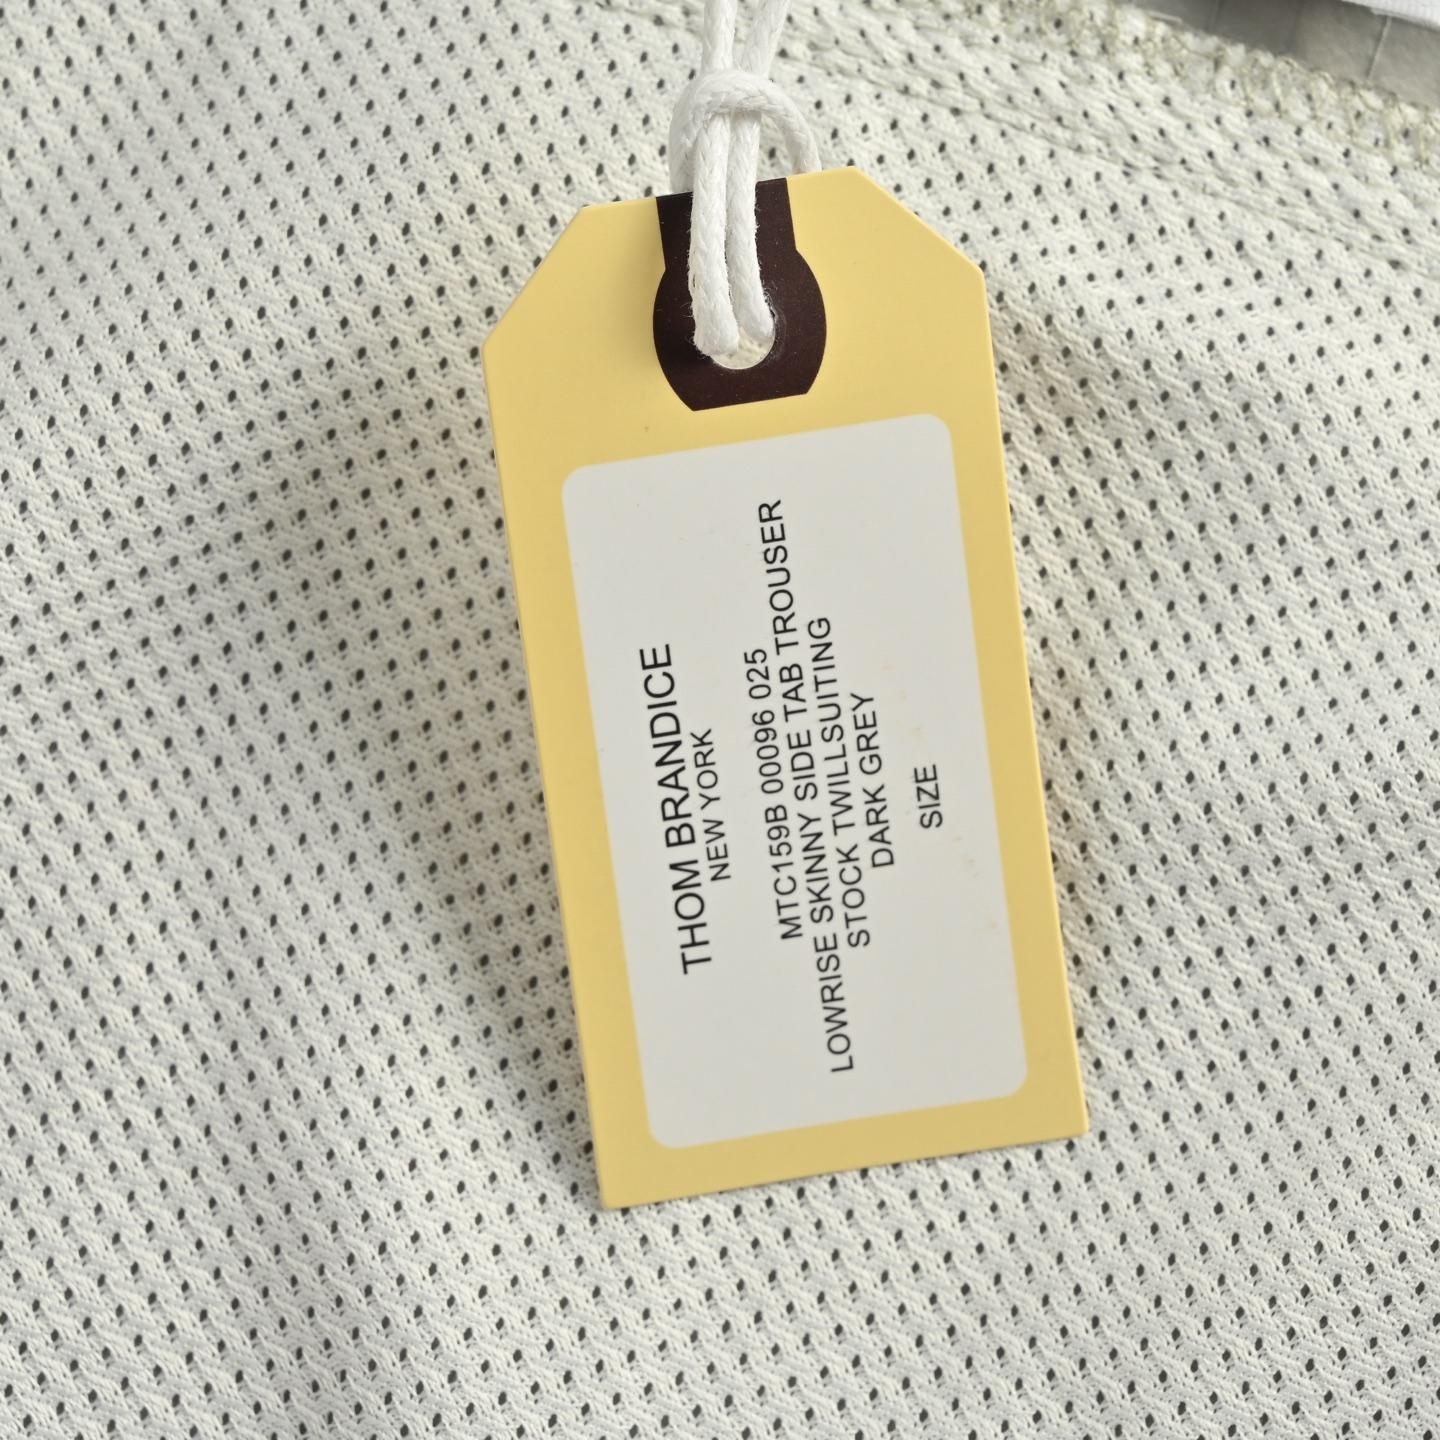 THOM BRANDICE
NEW YORK
MTC159B 00096 025
LOWRISE SKINNY SIDE TAB TROUSER
STOCK TWILLSUITING
DARK GREY
SIZE